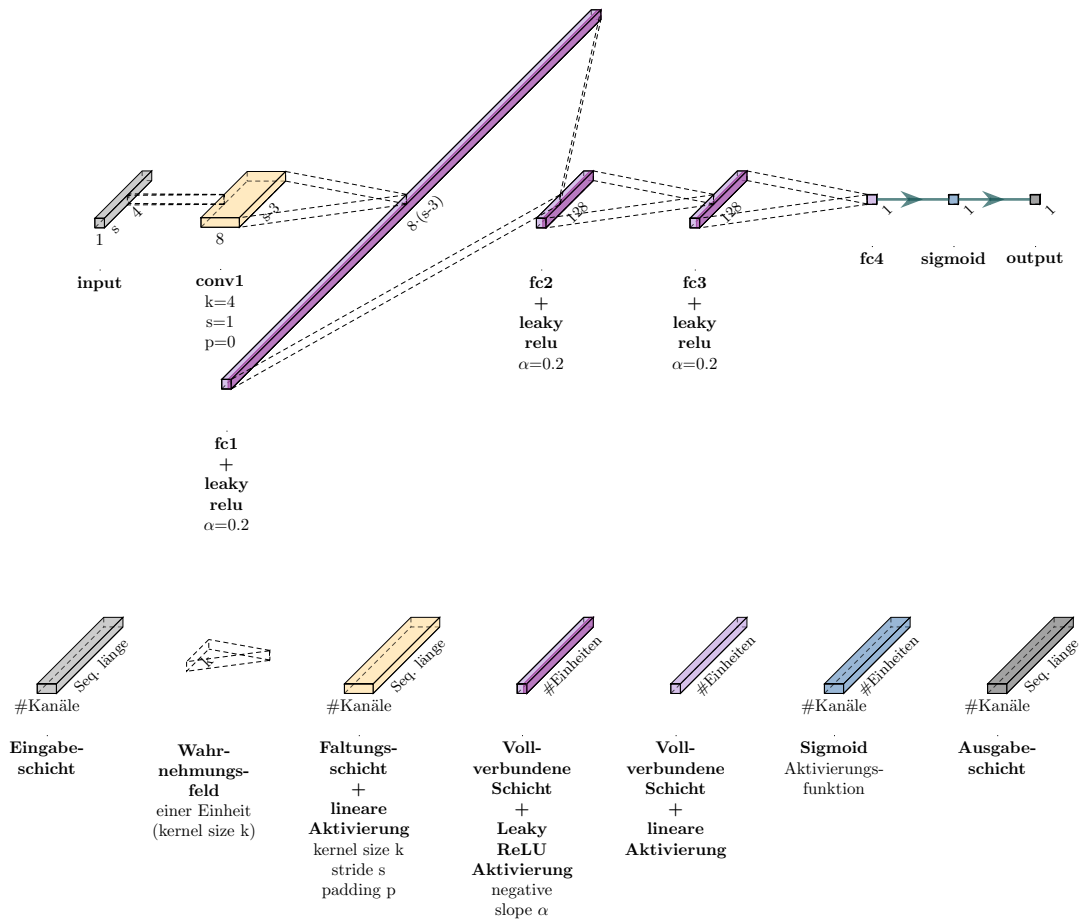 1
s
4
input
8
s-3
conv1
k=4
s=1
p=0
8·(s-3)
fc1
+
leaky
relu
α=0.2
128
fc2
+
leaky
relu
α=0.2
128
fc3
+
leaky
relu
α=0.2
1
fc4
1
sigmoid
1
output
#Kanäle
Seq. länge
Eingabe-
schicht
k
Wahr-
nehmungs-
feld
einer Einheit
(kernel size k)
#Kanäle
Seq. länge
Faltungs-
schicht
+
lineare
Aktivierung
kernel size k
stride s
padding p
#Einheiten
Voll-
verbundene
Schicht
+
Leaky
ReLU
Aktivierung
negative
slope α
#Einheiten
Voll-
verbundene
Schicht
+
lineare
Aktivierung
#Kanäle
#Einheiten
Sigmoid
Aktivierungs-
funktion
#Kanäle
Seq. länge
Ausgabe-
schicht